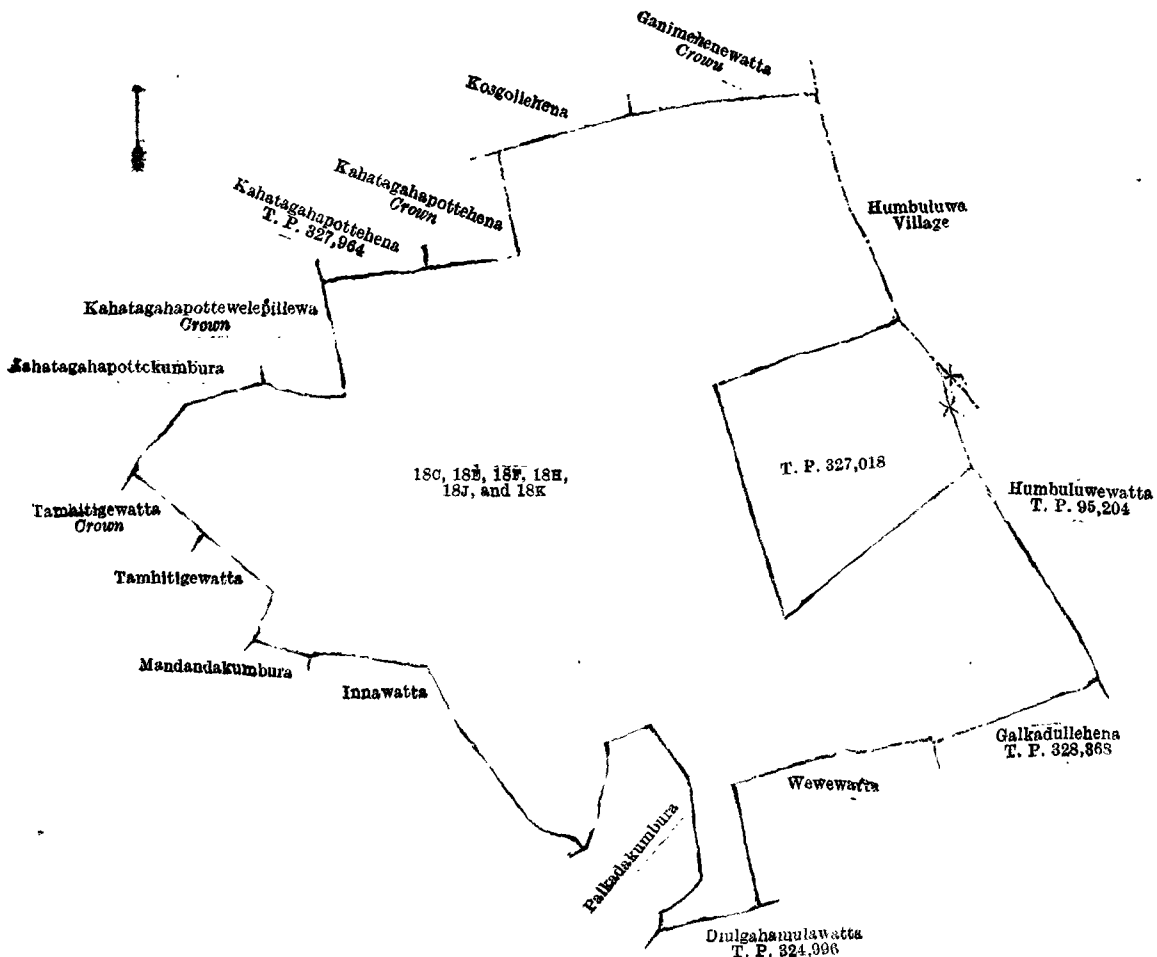 Ganimehenewatta
Crown
Kosgollehena
Kahatagahapottehena
Crown
Kahatagahapottehena
T. P. 327,964
Humbuluwa
Village
Kahatagahapottewelepillewa
Crown
Kahatagahapottekumbura
18C, 18E, 18F, 18H,
18J, and 18K
T. P. 327,018
Humbuluwewatta
T. P. 95,204
Tamhitigewatta
Crown
Tamhitigewatta
Mandandakumbura
Innawatta
Galkadullehena
T. P. 328,868
Wewewatta
Palkadakumbura
Diulgahamulawatta
T. P. 324,996